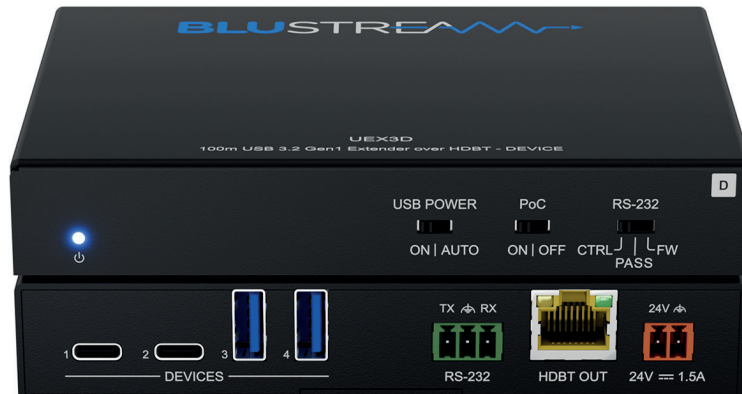 BLUSTREAM
UEX3D
100m USB 3.2 Gen1 Extender over HDBT - DEVICE
D
USB POWER PoC RS-232
ON | AUTO ON | OFF CTRL PASS FW
TX RX 24V
1 2 3 4
DEVICES RS-232 HDBT OUT 24V ⎓ 1.5A